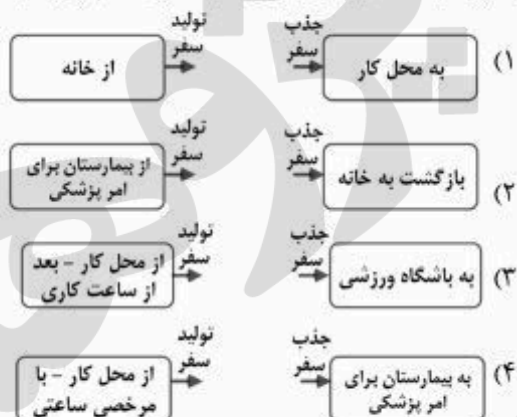 ۱)
به محل کار
جذب
سفر
تولید
سفر
از خانه
۲)
بازگشت به خانه
جذب
سفر
تولید
سفر
از بیمارستان برای
امر پزشکی
۳)
به باشگاه ورزشی
جذب
سفر
تولید
سفر
از محل کار - بعد
از ساعت کاری
۴)
به بیمارستان برای
امر پزشکی
جذب
سفر
تولید
سفر
از محل کار - با
مرخصی ساعتی